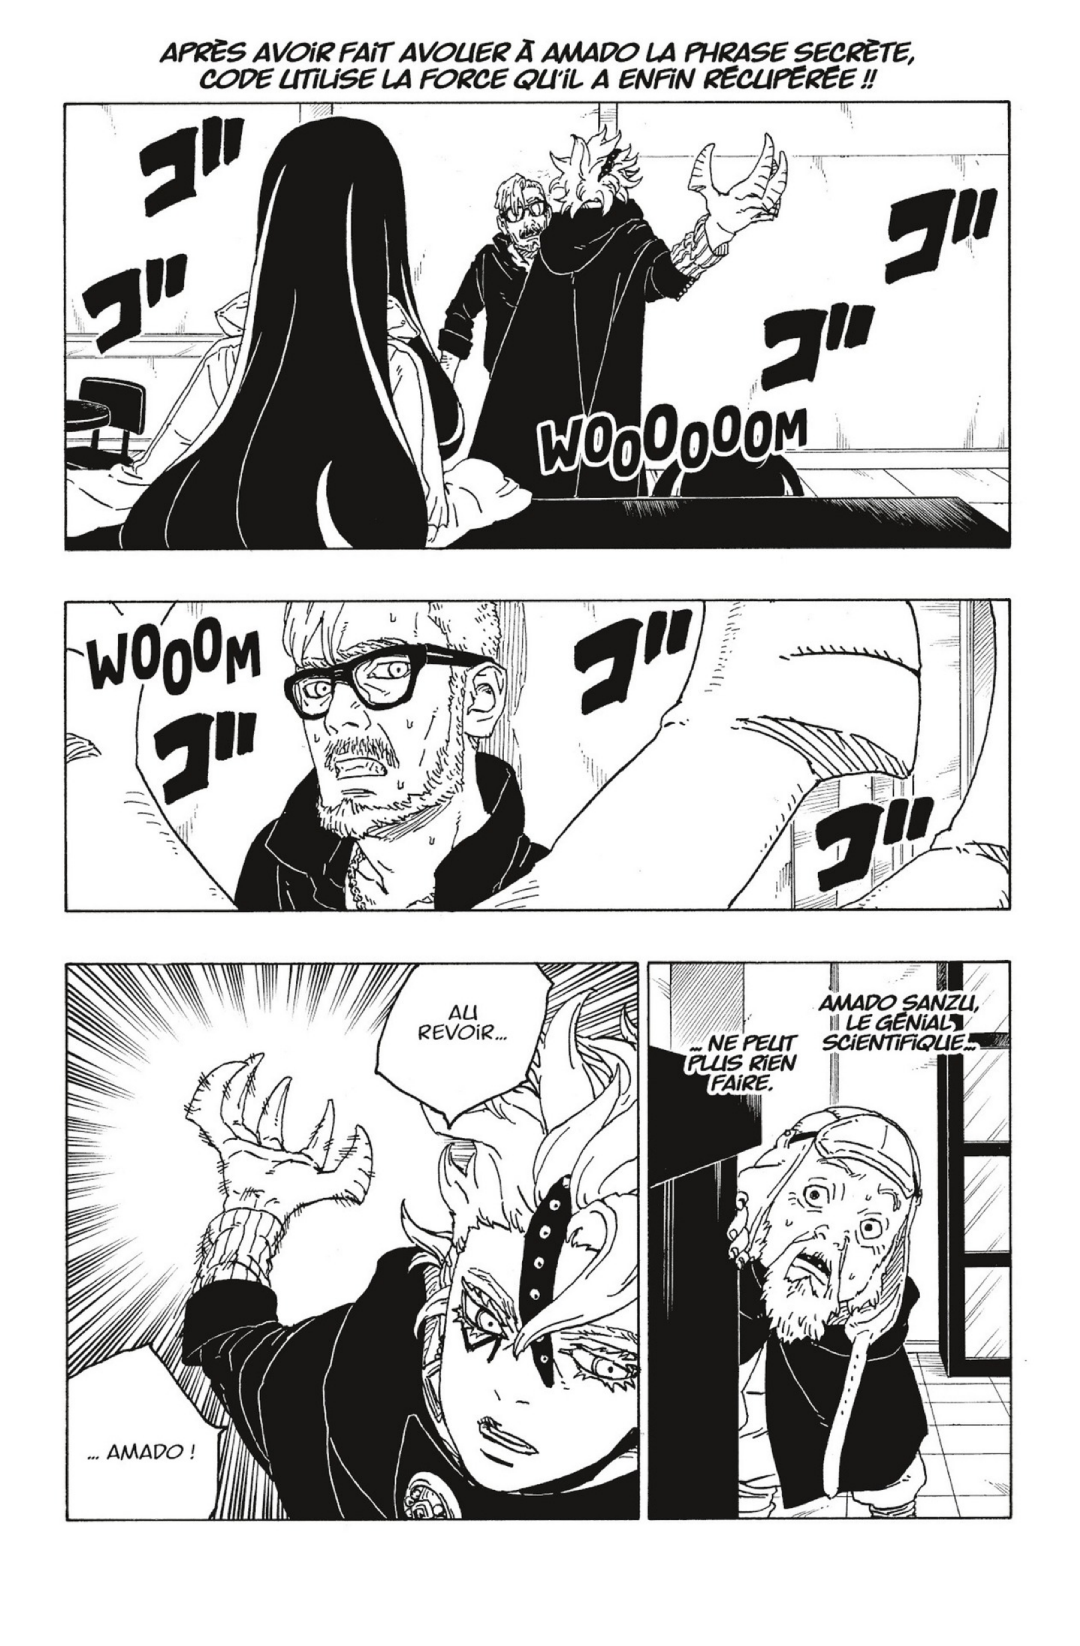 APRÈS AVOIR FAIT AVOUER À AMADO LA PHRASE SECRÈTE,
CODE UTILISE LA FORCE QU'IL A ENFIN RÉCUPÉRÉE !!
ゴ
ゴ
ゴ
ゴ
WOOOOOOM
WOOOM
ゴ
ゴ
ゴ
AU
REVOIR...
... AMADO !
AMADO SANZU,
LE GÉNIAL
SCIENTIFIQUE...
... NE PEUT
PLUS RIEN
FAIRE.